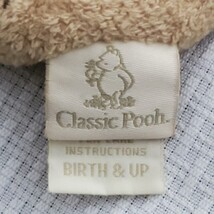 Classic Pooh.
INSTRUCTIONS
BIRTH & UP